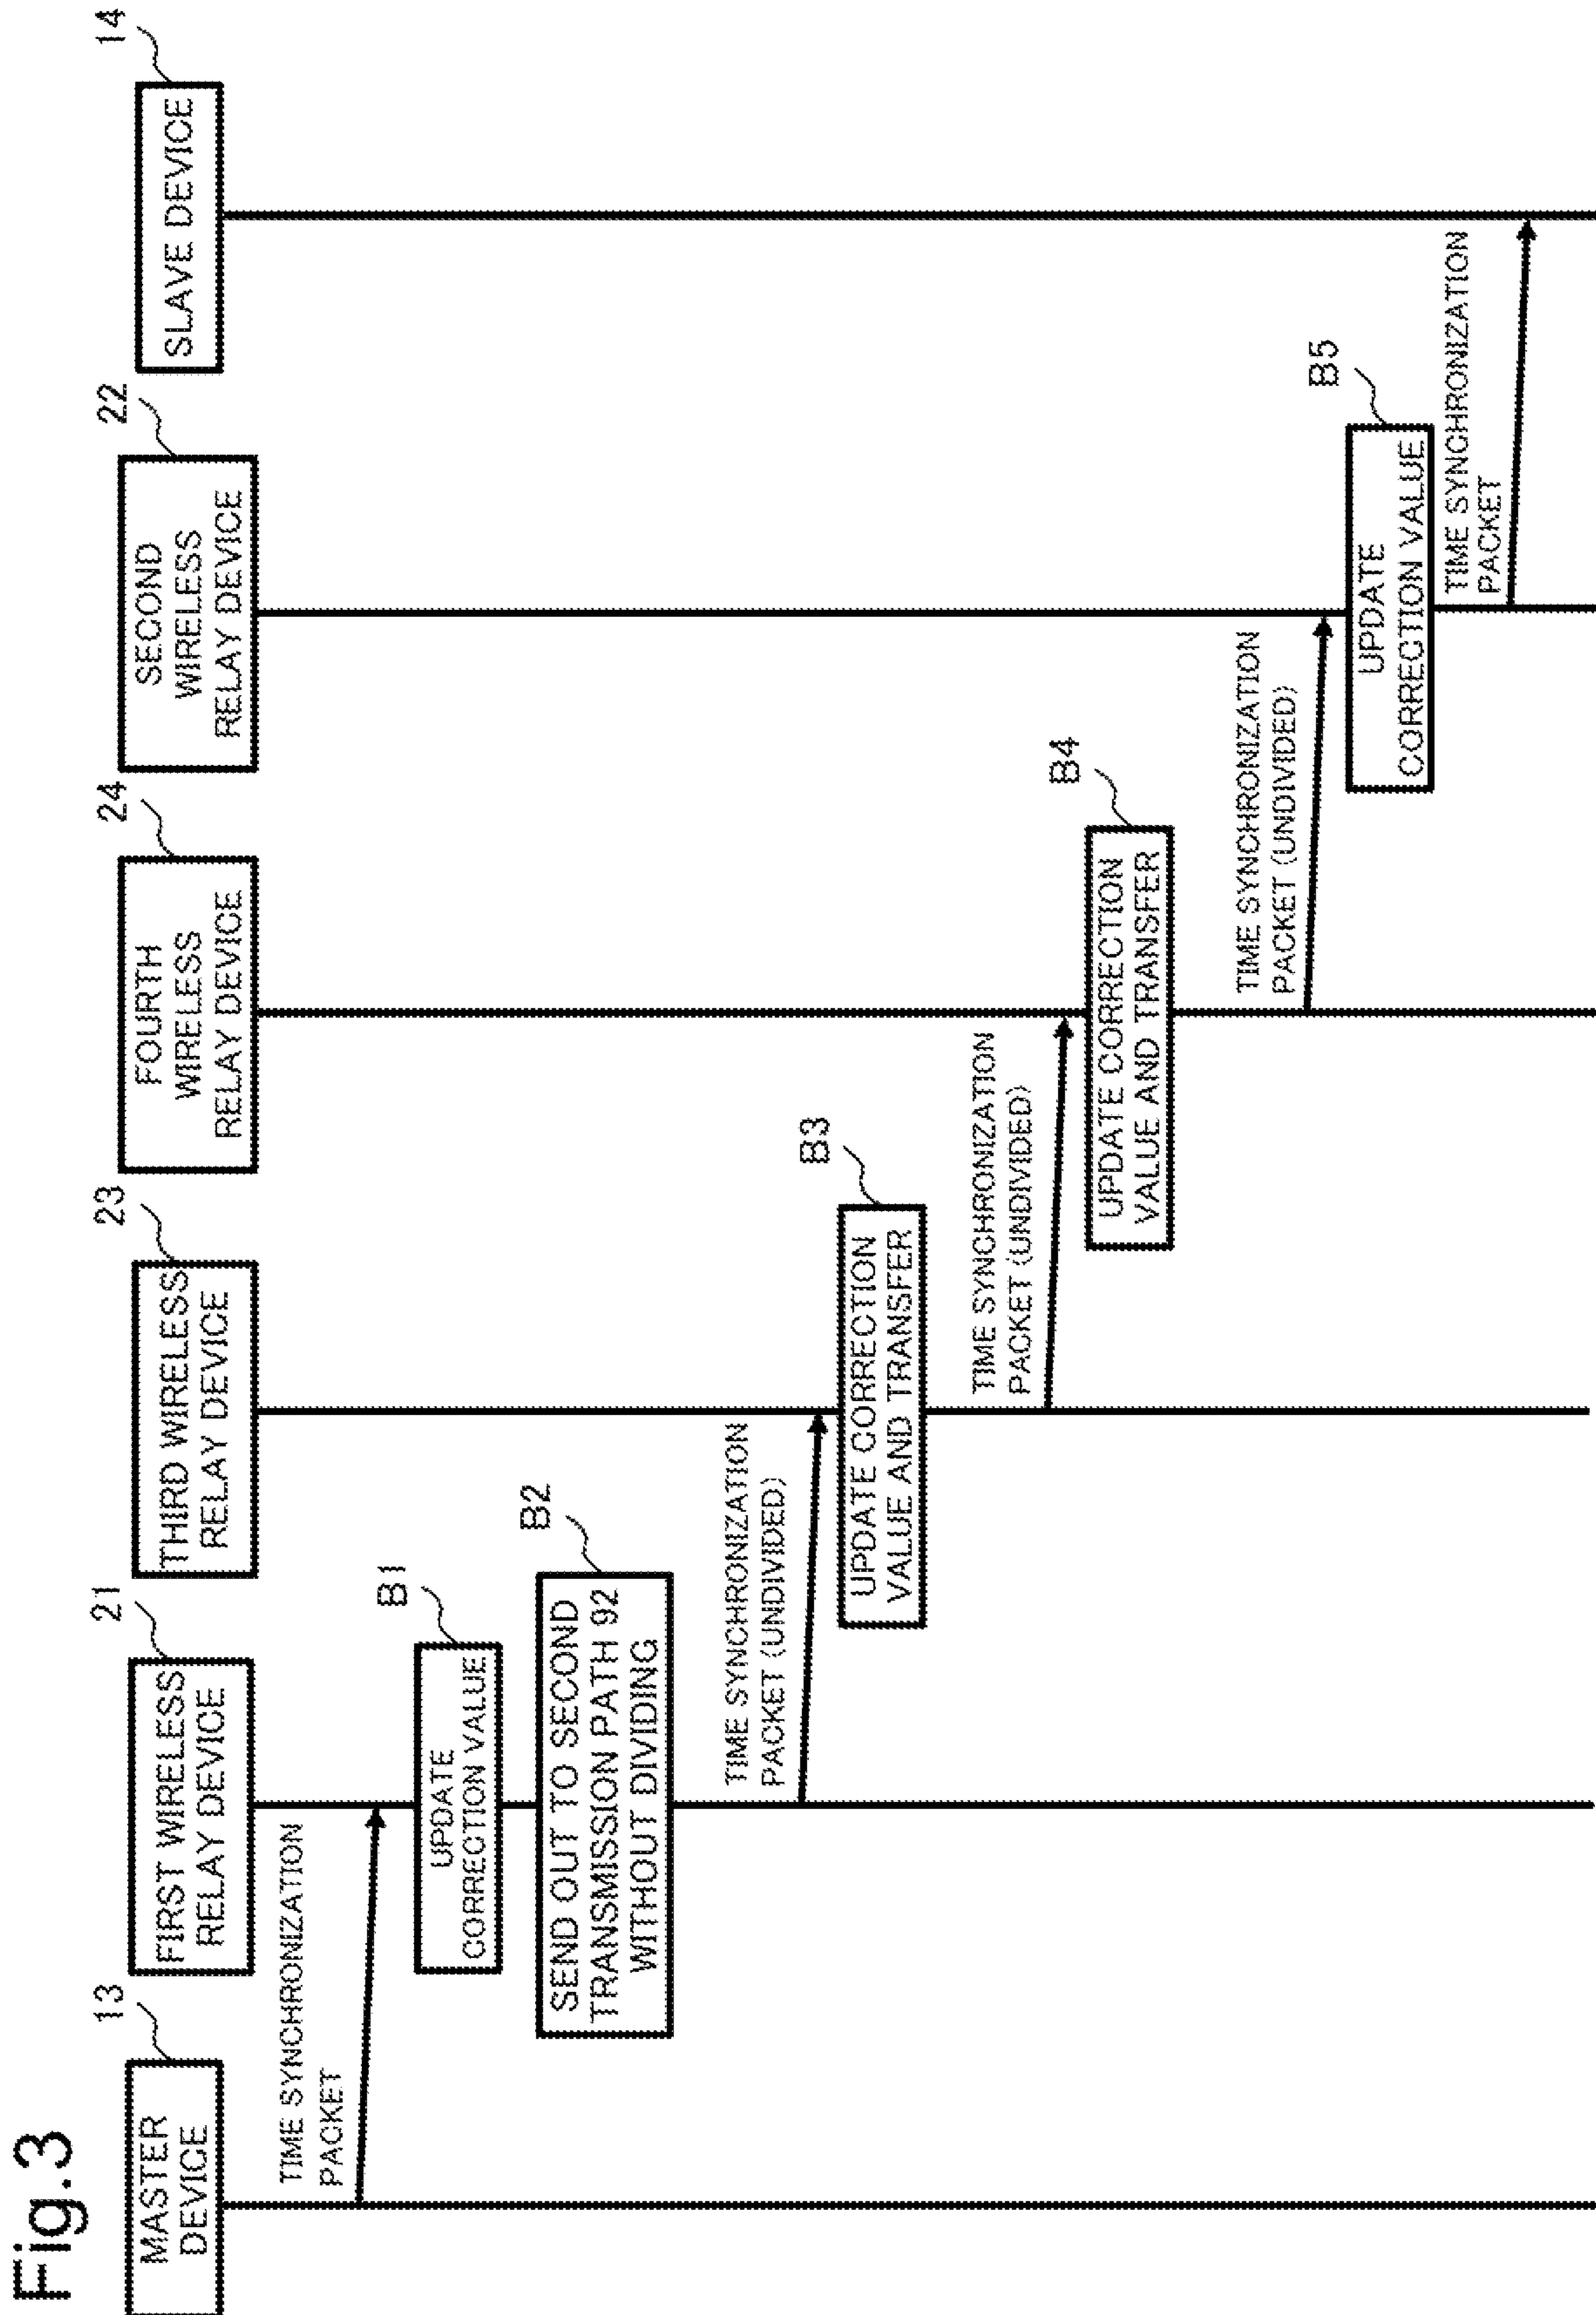 Fig.3
13
MASTER
DEVICE
21
FIRST WIRELESS
RELAY DEVICE
23
THIRD WIRELESS
RELAY DEVICE
24
FOURTH
WIRELESS
RELAY DEVICE
22
SECOND
WIRELESS
RELAY DEVICE
14
SLAVE DEVICE
TIME SYNCHRONIZATION
PACKET
B1
UPDATE
CORRECTION VALUE
B2
SEND OUT TO SECOND
TRANSMISSION PATH 92
WITHOUT DIVIDING
TIME SYNCHRONIZATION
PACKET (UNDIVIDED)
B3
UPDATE CORRECTION
VALUE AND TRANSFER
TIME SYNCHRONIZATION
PACKET (UNDIVIDED)
B4
UPDATE CORRECTION
VALUE AND TRANSFER
TIME SYNCHRONIZATION
PACKET (UNDIVIDED)
B5
UPDATE
CORRECTION VALUE
TIME SYNCHRONIZATION
PACKET